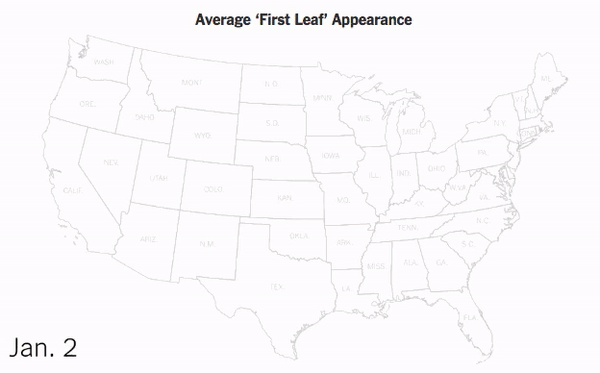 Average ‘First Leaf’ Appearance
WASH.
MONT.
N.D.
MINN.
ME.
ORE.
IDAHO
S.D.
WIS.
MICH.
N.Y.
WYO.
NEV.
UTAH
COLO.
NEB.
IOWA
ILL.
IND.
OHIO
PA.
CALIF.
KAN.
MO.
KY.
W.VA.
VA.
ARIZ.
N.M.
OKLA.
ARK.
TENN.
N.C.
S.C.
TEX.
LA.
MISS.
ALA.
GA.
FLA.
Jan. 2